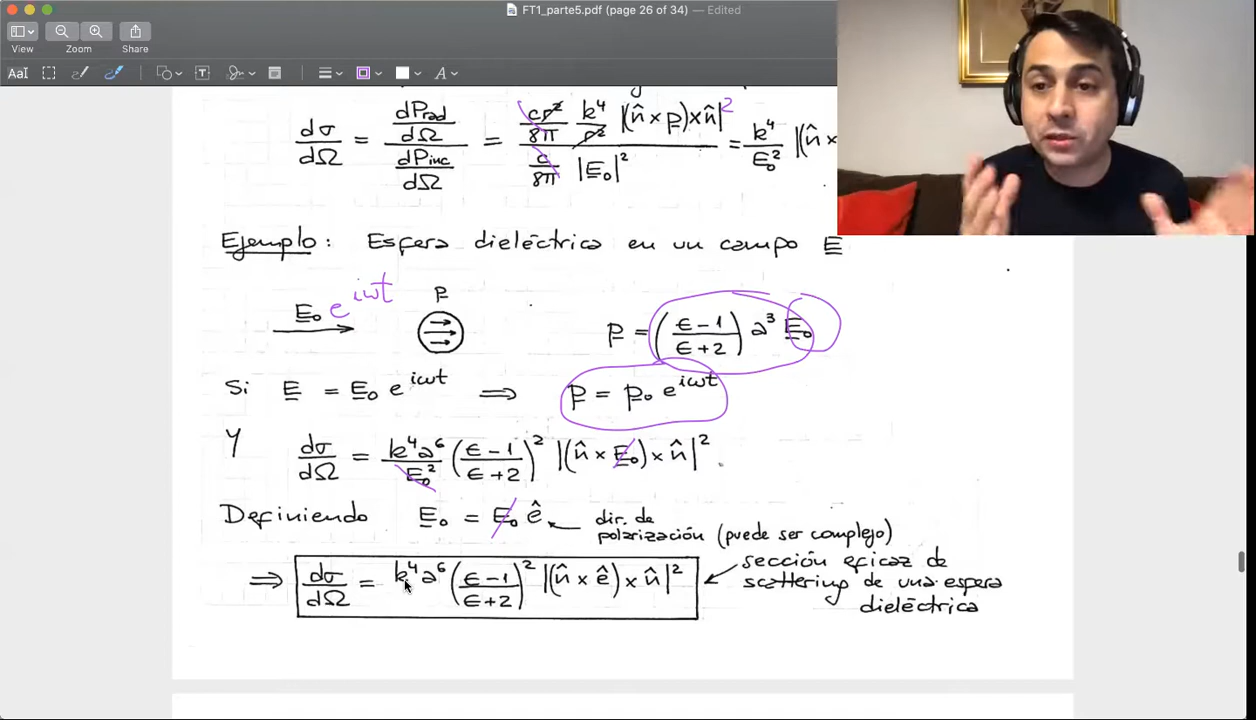 FT1_parte5.pdf (page 26 of 34) — Edited
View Zoom Share
AaI T A
dσ/dΩ = (dPrad/dΩ)/(dPinc/dΩ) = (cr²/8π k⁴/r² |(n̂ × p) × n̂|²)/(c/8π |E₀|²) = k⁴/E₀² |(n̂ ×
Ejemplo: Esfera dieléctrica en un campo E
E₀ e^{iωt} p p = ((ε-1)/(ε+2)) a³ E₀
Si E = E₀ e^{iωt} ⟹ p = p₀ e^{iωt}
Y dσ/dΩ = k⁴a⁶/E₀² ((ε-1)/(ε+2))² |(n̂ × E₀) × n̂|²
Definiendo E₀ = E₀ ê dir. de
polarización (puede ser complejo)
⟹ dσ/dΩ = k⁴a⁶ ((ε-1)/(ε+2))² |(n̂ × ê) × n̂|² sección eficaz de
scattering de una esfera
dieléctrica